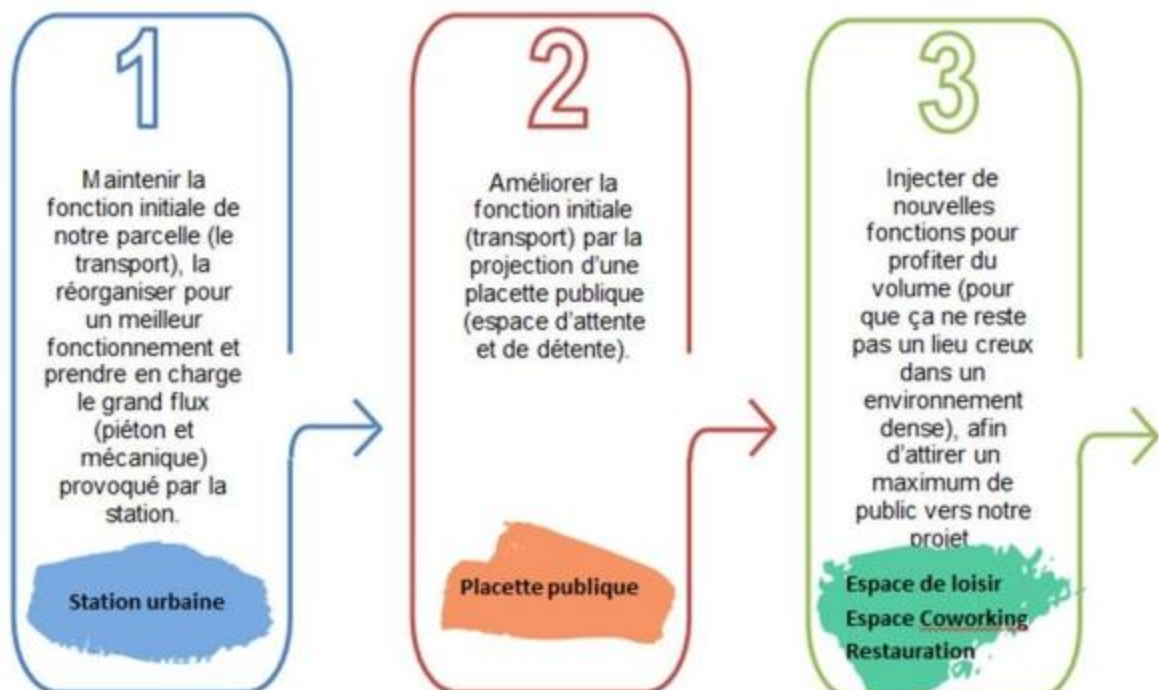 1
Maintenir la
fonction initiale de
notre parcelle (le
transport), la
réorganiser pour
un meilleur
fonctionnement et
prendre en charge
le grand flux
(piéton et
mécanique)
provoqué par la
station.
Station urbaine
2
Améliorer la
fonction initiale
(transport) par la
projection d'une
placette publique
(espace d'attente
et de détente).
Placette publique
3
Injecter de
nouvelles
fonctions pour
profiter du
volume (pour
que ça ne reste
pas un lieu creux
dans un
environnement
dense), afin
d'attirer un
maximum de
public vers notre
projet
Espace de loisir
Espace Coworking
Restauration